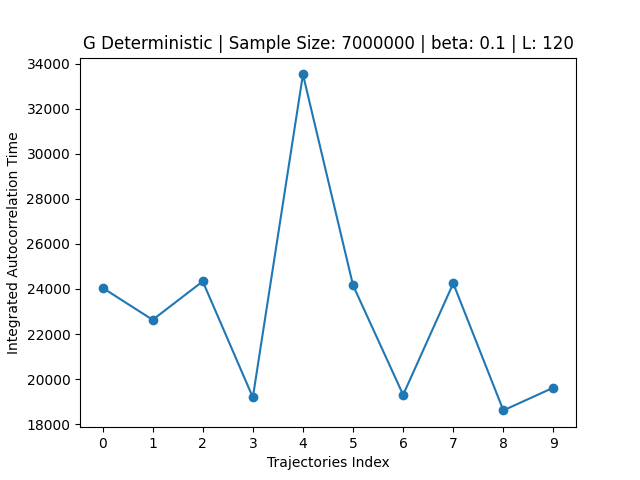 G Deterministic | Sample Size: 7000000 | beta: 0.1 | L: 120
34000
32000
30000
28000
26000
24000
22000
20000
18000
Integrated Autocorrelation Time
0 1 2 3 4 5 6 7 8 9
Trajectories Index